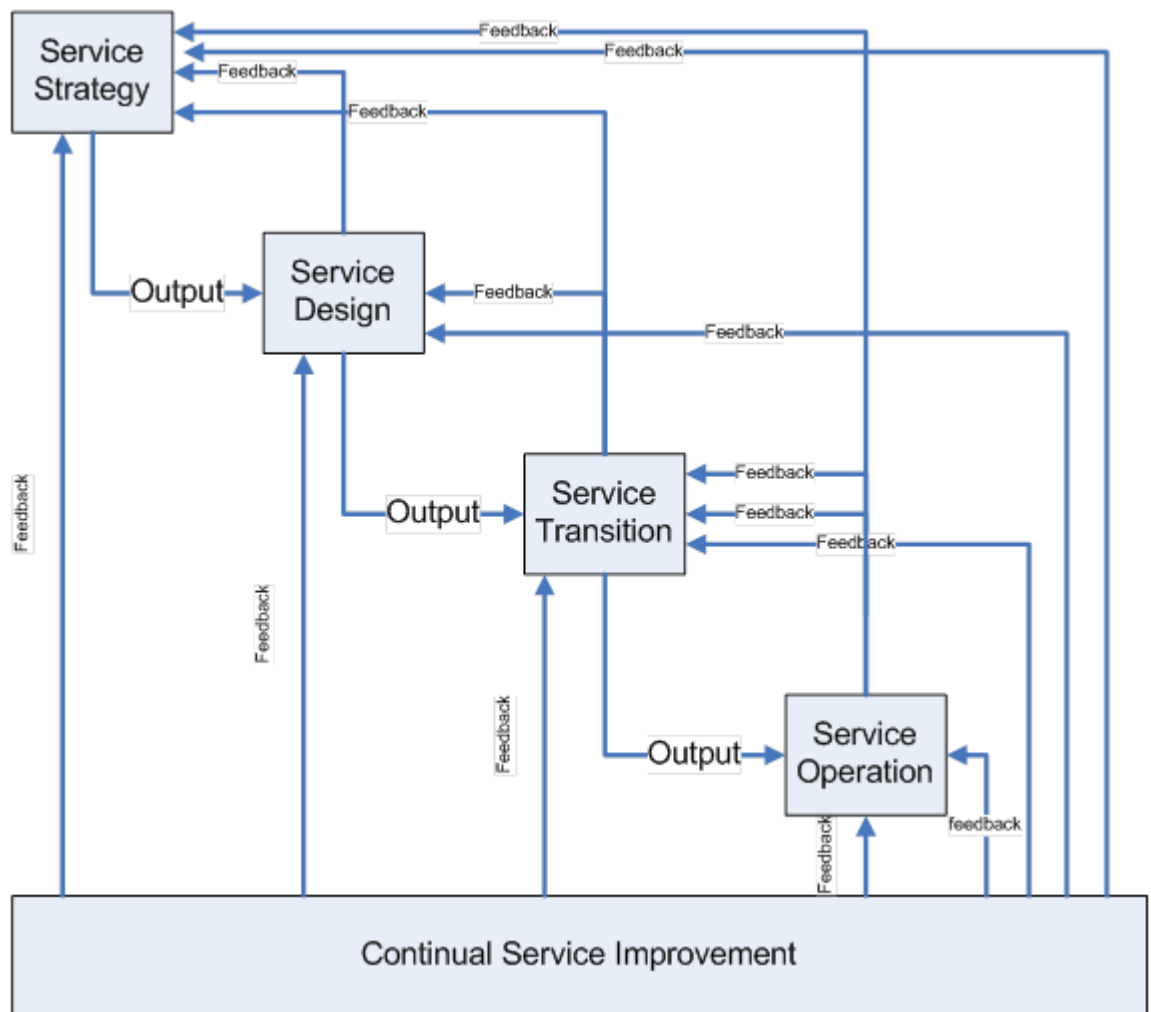 Service
Strategy
Feedback
Feedback
Feedback
Feedback
Service
Design
Output
Feedback
Feedback
Service
Transition
Feedback
Output
Feedback
Feedback
Feedback
Feedback
Feedback
Service
Operation
Output
feedback
Feedback
Continual Service Improvement